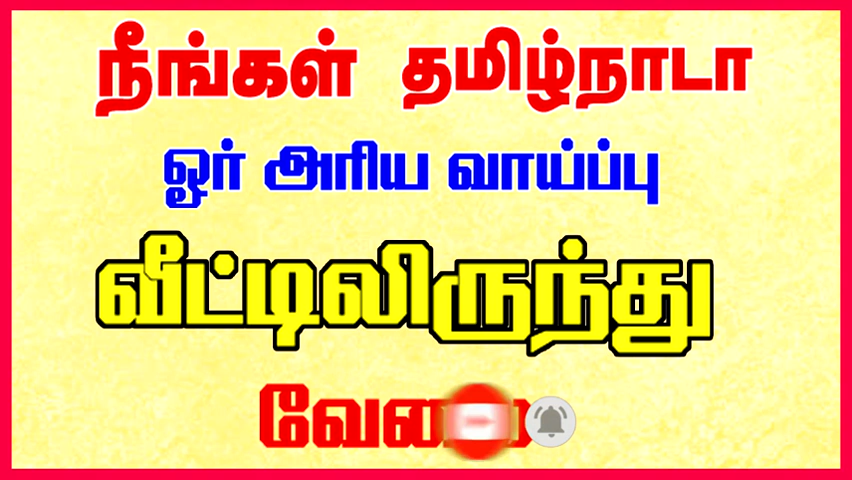 நீங்கள் தமிழ்நாடா
ஓர் அரிய வாய்ப்பு
வீட்டிலிருந்து